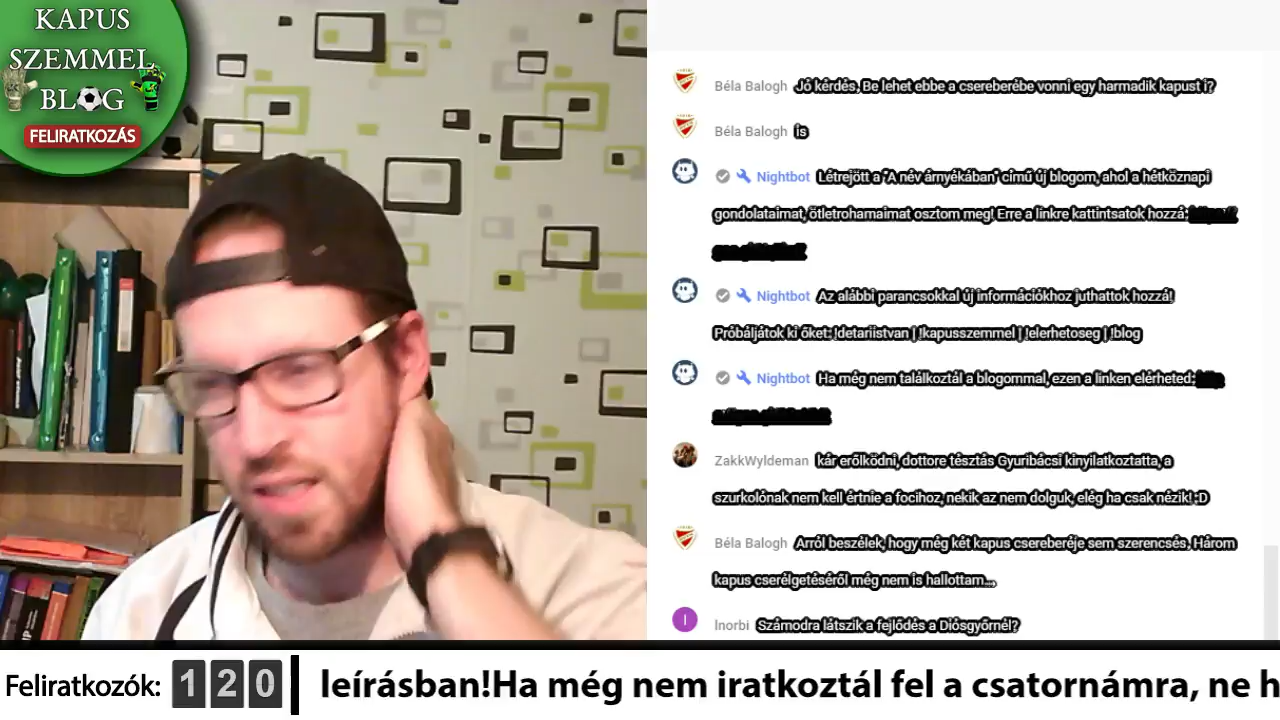 KAPUS
SZEMMEL
BLOG
FELIRATKOZÁS
Béla Balogh Jó kérdés, Be lehet ebbe a csereberébe vonni egy harmadik kapust i?
Béla Balogh is
Nightbot Létrejött a "A név árnyékában" című új blogom, ahol a hétköznapi
gondolataimat, ötletrohamaimat osztom meg! Erre a linkre kattintsatok hozzá:
Nightbot Az alábbi parancsokkal új információkhoz juthattok hozzá!
Próbáljátok ki őket: !detariistvan | !kapusszemmel | !elerhetoseg | !blog
Nightbot Ha még nem találkoztál a blogommal, ezen a linken elérheted:
ZakkWyldeman kár erőlködni, dottore tésztás Gyuribácsi kinyilatkoztatta, a
szurkolónak nem kell értnie a focihoz, nekik az nem dolguk, elég ha csak nézik! :D
Béla Balogh Arról beszélek, hogy még két kapus csereberéje sem szerencsés, Három
kapus cserélgetéséről még nem is hallottam...
I
Inorbi Számodra látszik a fejlődés a Diósgyőrnél?
Feliratkozók: 120
leírásban!Ha még nem iratkoztál fel a csatornámra, ne h